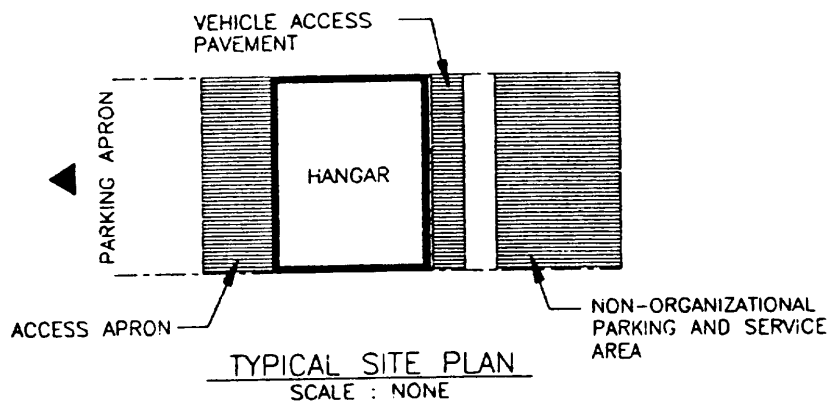 VEHICLE ACCESS
PAVEMENT
PARKING APRON
HANGAR
ACCESS APRON
NON-ORGANIZATIONAL
PARKING AND SERVICE
AREA
TYPICAL SITE PLAN
SCALE : NONE